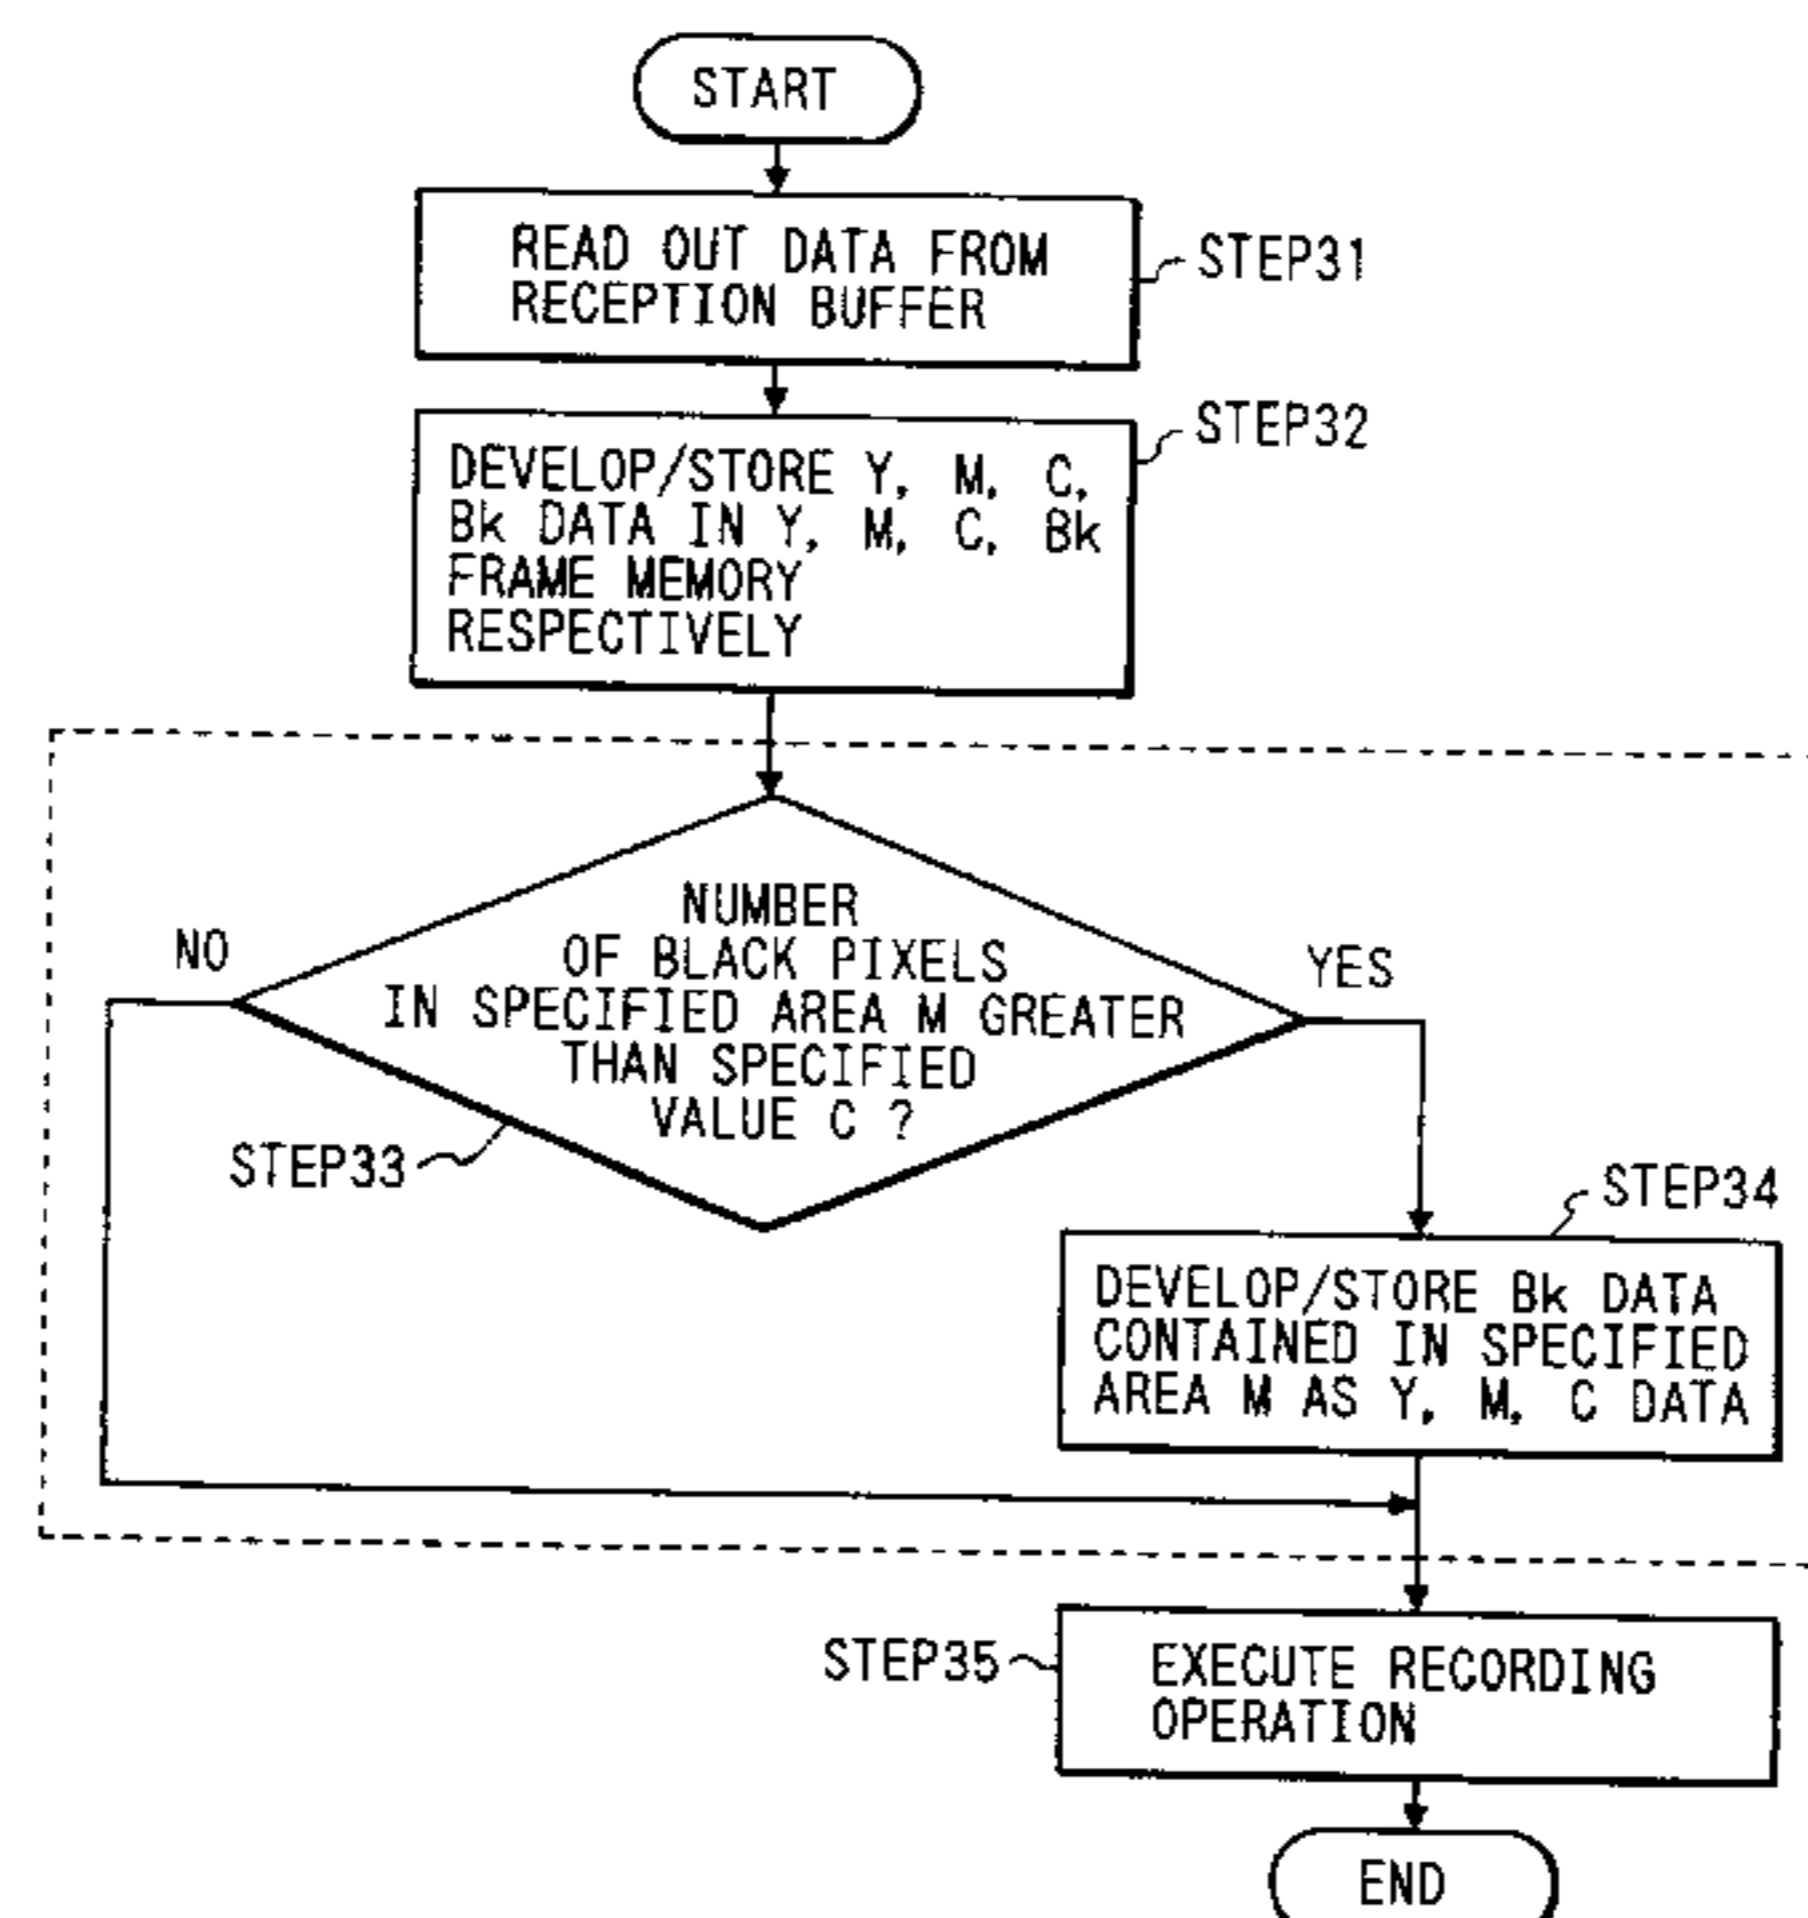 START
READ OUT DATA FROM
RECEPTION BUFFER
STEP31
DEVELOP/STORE Y, M, C,
Bk DATA IN Y, M, C, Bk
FRAME MEMORY
RESPECTIVELY
STEP32
NUMBER
OF BLACK PIXELS
IN SPECIFIED AREA M GREATER
THAN SPECIFIED
VALUE C ?
NO
YES
STEP33
STEP34
DEVELOP/STORE Bk DATA
CONTAINED IN SPECIFIED
AREA M AS Y, M, C DATA
STEP35
EXECUTE RECORDING
OPERATION
END